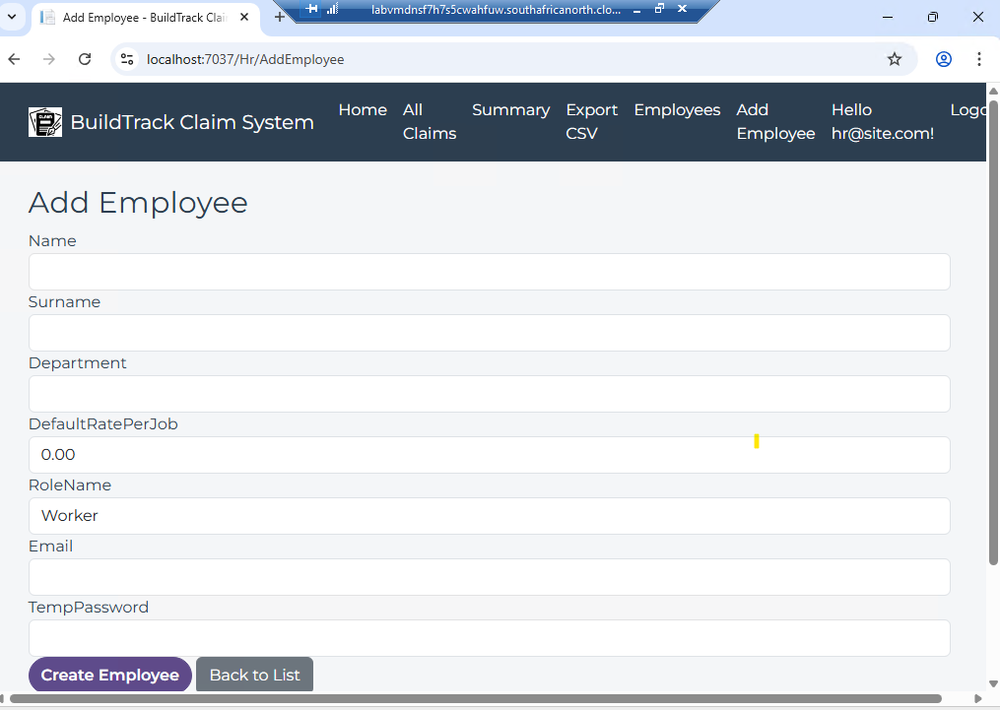 Add Employee - BuildTrack Clai
labvmdnsf7h7s5cwahfuw.southafricanorth.clo...
localhost:7037/Hr/AddEmployee
BuildTrack Claim System
Home
All Claims
Summary
Export CSV
Employees
Add Employee
Hello hr@site.com!
Logo
Add Employee
Name
Surname
Department
DefaultRatePerJob
0.00
RoleName
Worker
Email
TempPassword
Create Employee
Back to List